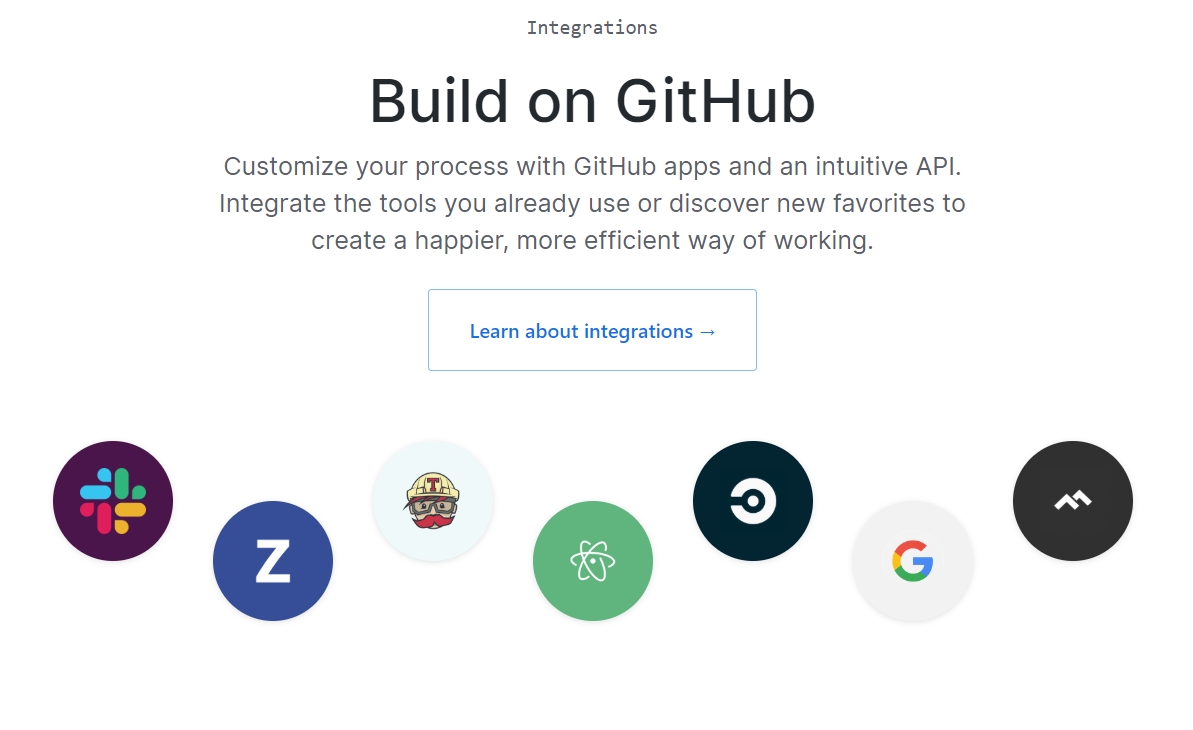 Integrations
Build on GitHub
Customize your process with GitHub apps and an intuitive API.
Integrate the tools you already use or discover new favorites to
create a happier, more efficient way of working.
Learn about integrations →
Z
T
G